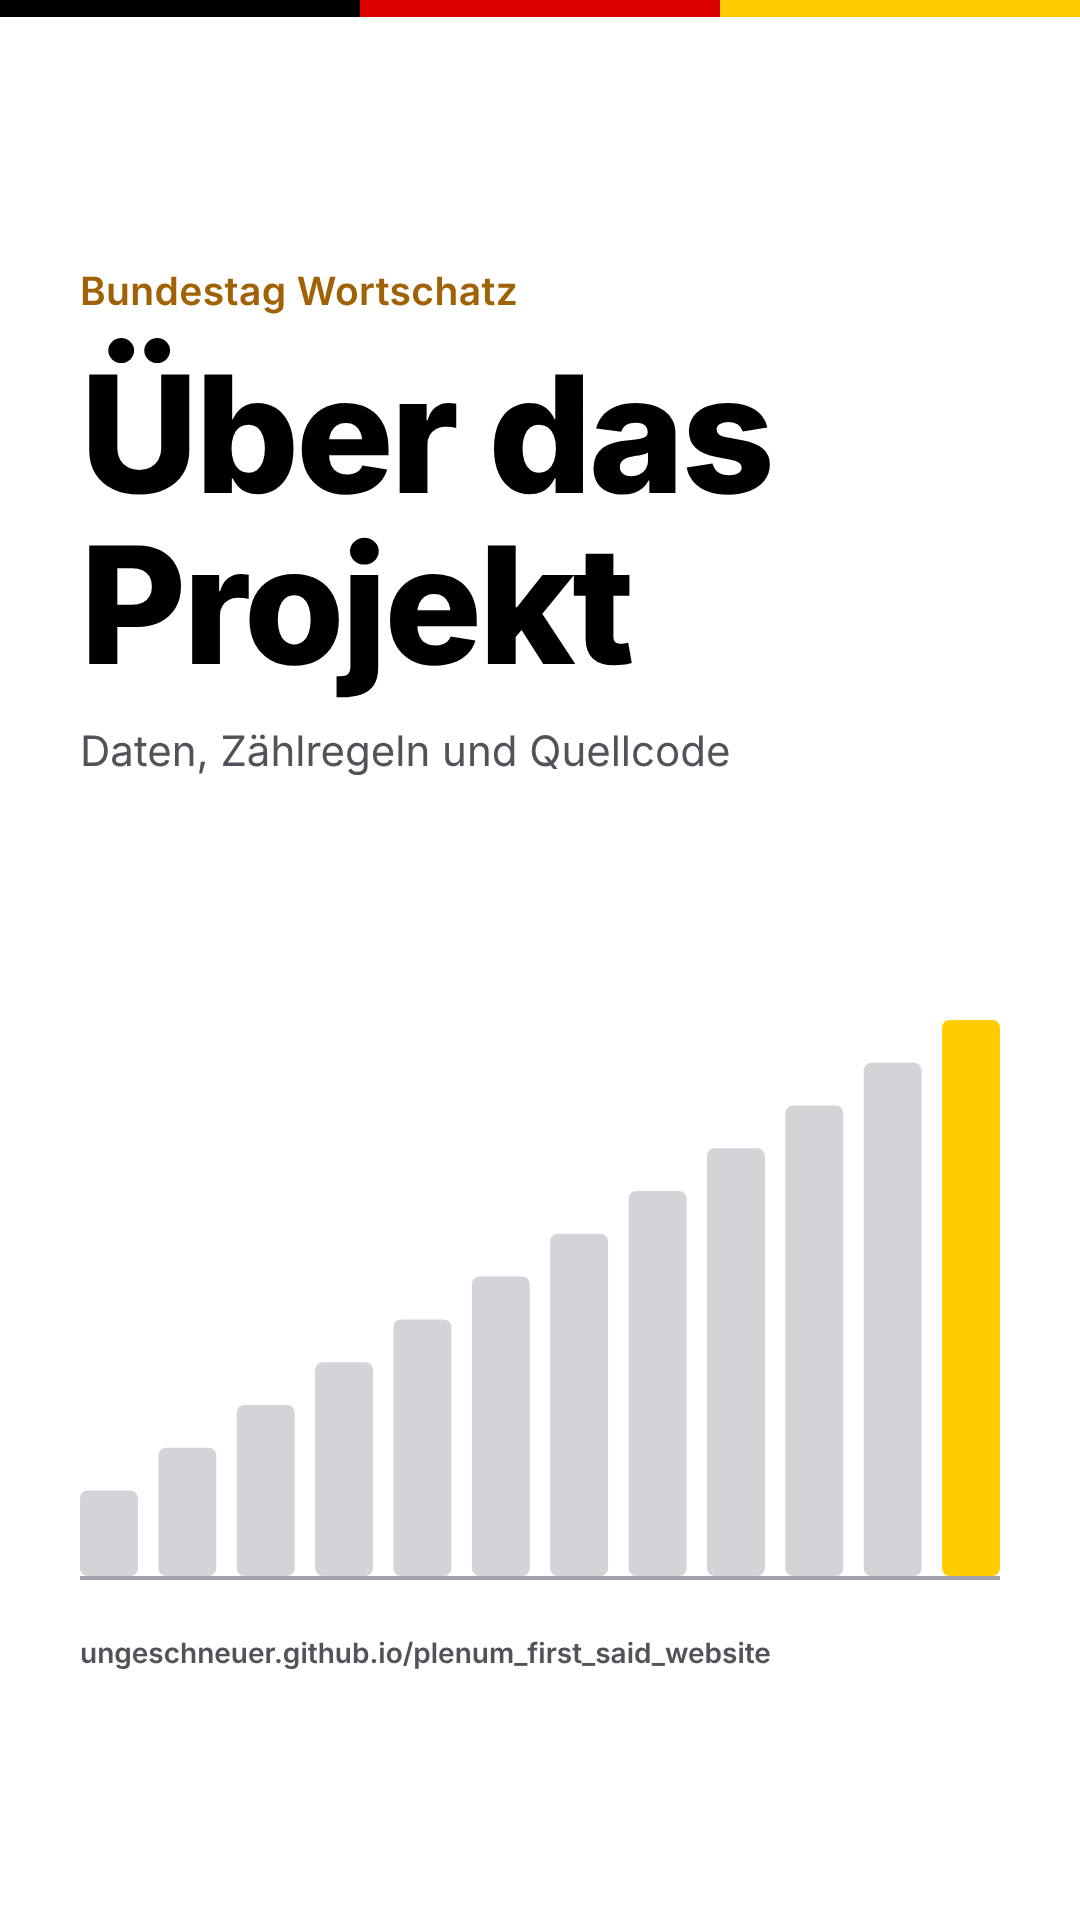 Bundestag Wortschatz
Über das
Projekt
Daten, Zählregeln und Quellcode
ungeschneuer.github.io/plenum_first_said_website